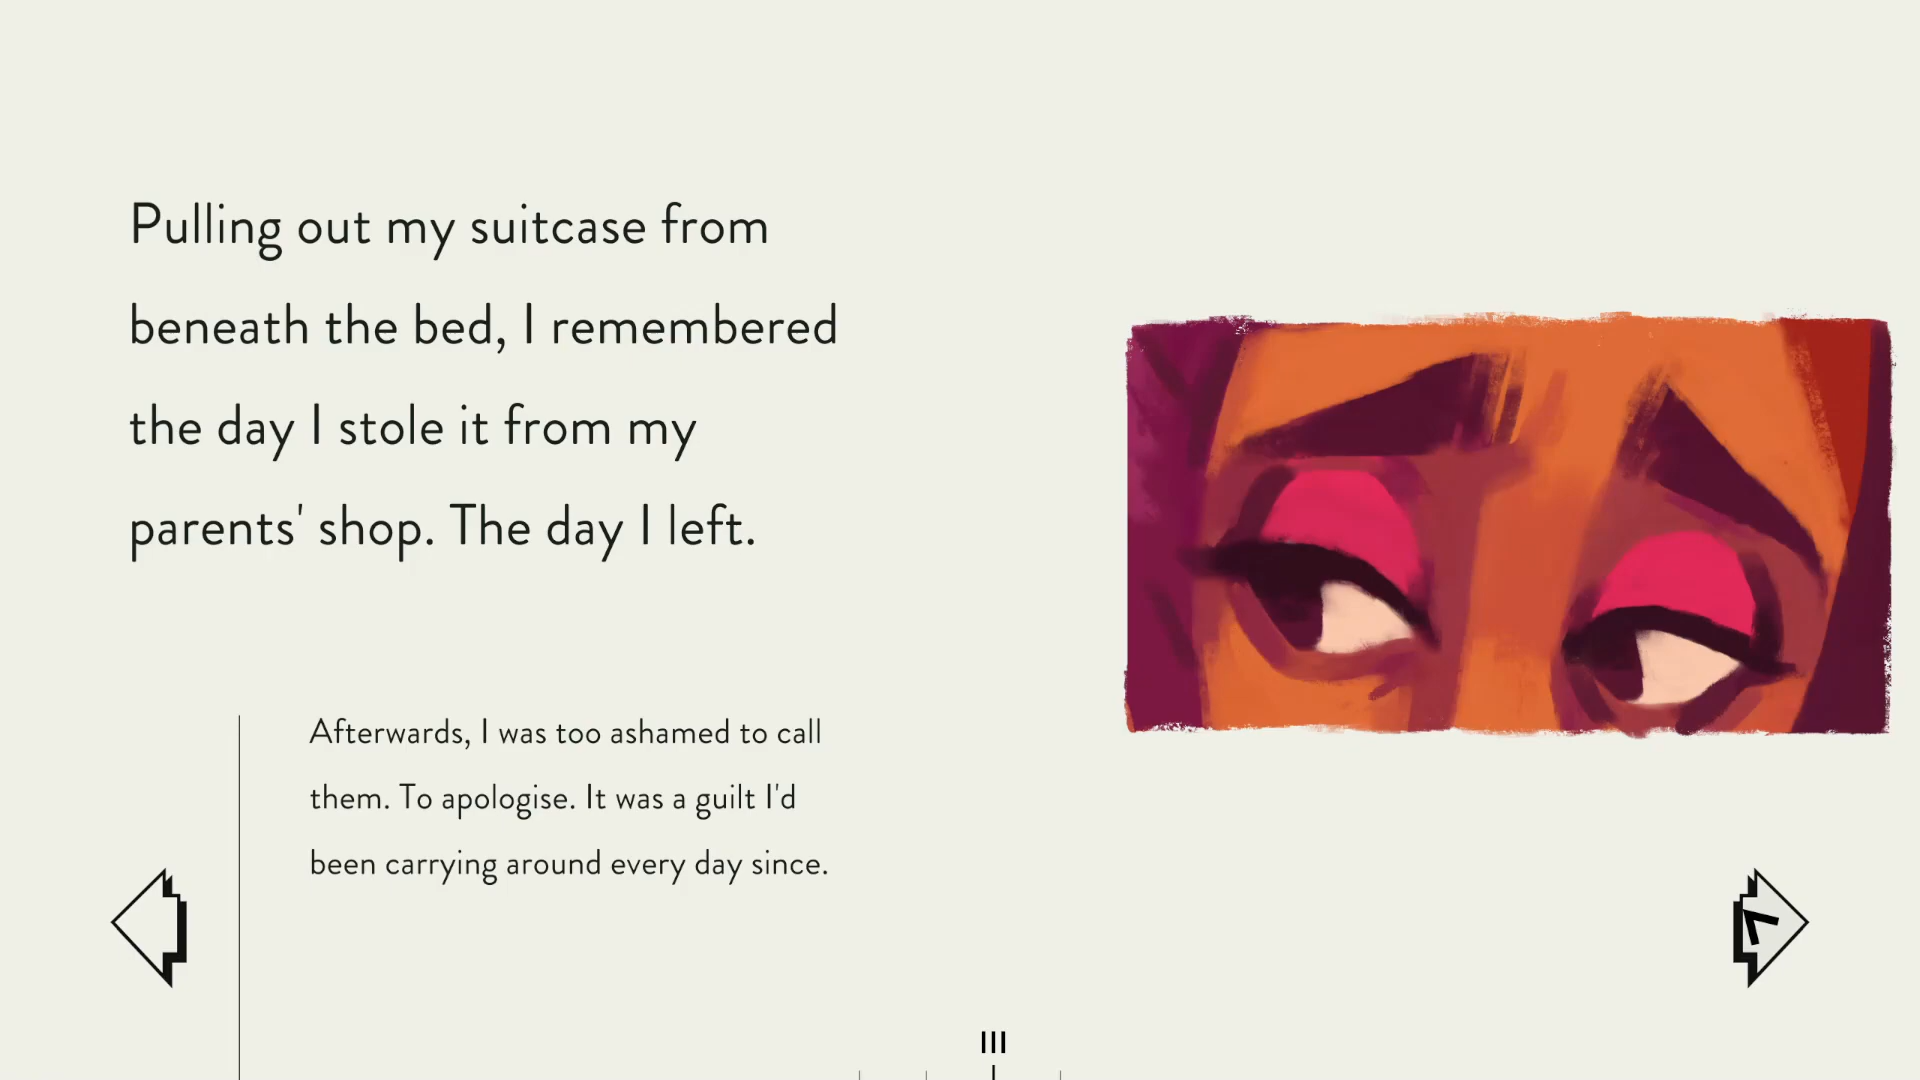 Pulling out my suitcase from
beneath the bed, I remembered
the day I stole it from my
parents' shop. The day I left.
Afterwards, I was too ashamed to call
them. To apologise. It was a guilt I'd
been carrying around every day since.
III